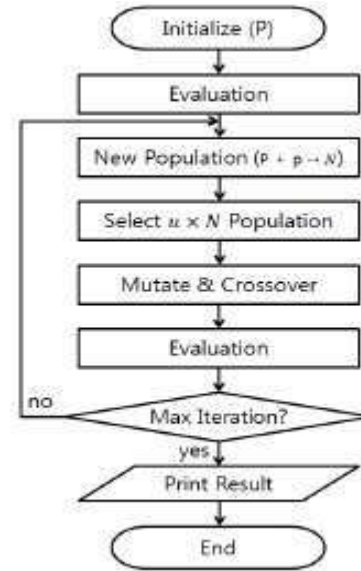 Initialize (P)
Evaluation
New Population (P + p → N)
Select u × N Population
Mutate & Crossover
Evaluation
no
Max Iteration?
yes
Print Result
End